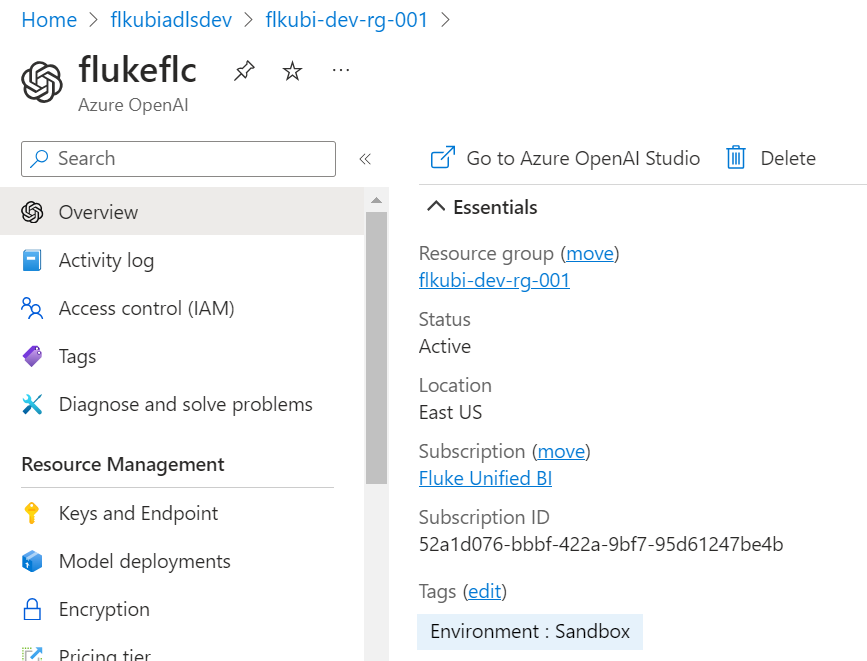 Home > flkubiadlsdev > flkubi-dev-rg-001 >
flukeflc
Azure OpenAI
Search
Overview
Activity log
Access control (IAM)
Tags
Diagnose and solve problems
Resource Management
Keys and Endpoint
Model deployments
Encryption
Pricing tier
Go to Azure OpenAI Studio
Delete
Essentials
Resource group (move)
flkubi-dev-rg-001
Status
Active
Location
East US
Subscription (move)
Fluke Unified BI
Subscription ID
52a1d076-bbbf-422a-9bf7-95d61247be4b
Tags (edit)
Environment : Sandbox